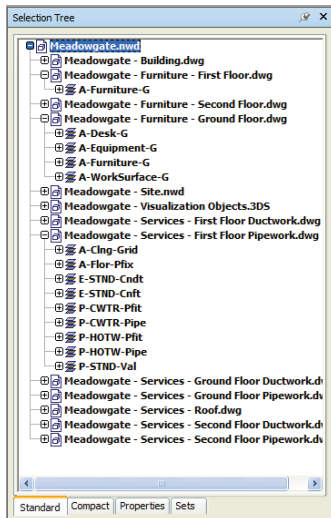 Selection Tree
Meadowgate.nwd
Meadowgate - Building.dwg
Meadowgate - Furniture - First Floor.dwg
A-Furniture-G
Meadowgate - Furniture - Second Floor.dwg
Meadowgate - Furniture - Ground Floor.dwg
A-Desk-G
A-Equipment-G
A-Furniture-G
A-WorkSurface-G
Meadowgate - Site.nwd
Meadowgate - Visualization Objects.3DS
Meadowgate - Services - First Floor Ductwork.dwg
Meadowgate - Services - First Floor Pipework.dwg
A-Clng-Grid
A-Flor-Pfix
E-STND-Cndt
E-STND-Cnft
P-CWTR-Pfit
P-CWTR-Pipe
P-HOTW-Pfit
P-HOTW-Pipe
P-STND-Val
Meadowgate - Services - Ground Floor Ductwork.dw
Meadowgate - Services - Ground Floor Pipework.dw
Meadowgate - Services - Roof.dwg
Meadowgate - Services - Second Floor Ductwork.dw
Meadowgate - Services - Second Floor Pipework.dw
Standard Compact Properties Sets